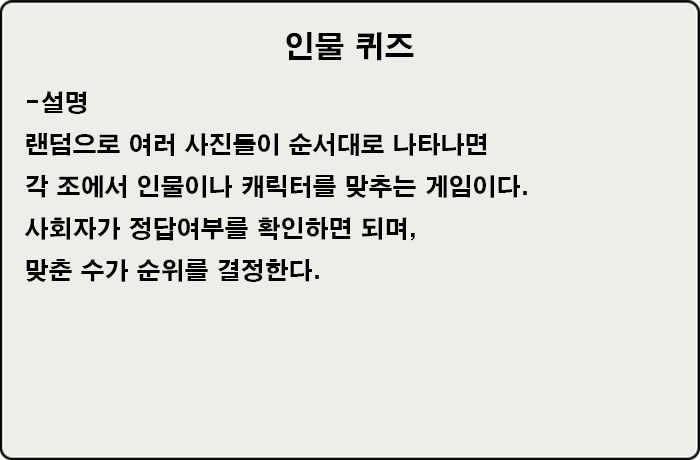 인물 퀴즈
-설명
랜덤으로 여러 사진들이 순서대로 나타나면
각 조에서 인물이나 캐릭터를 맞추는 게임이다.
사회자가 정답여부를 확인하면 되며,
맞춘 수가 순위를 결정한다.